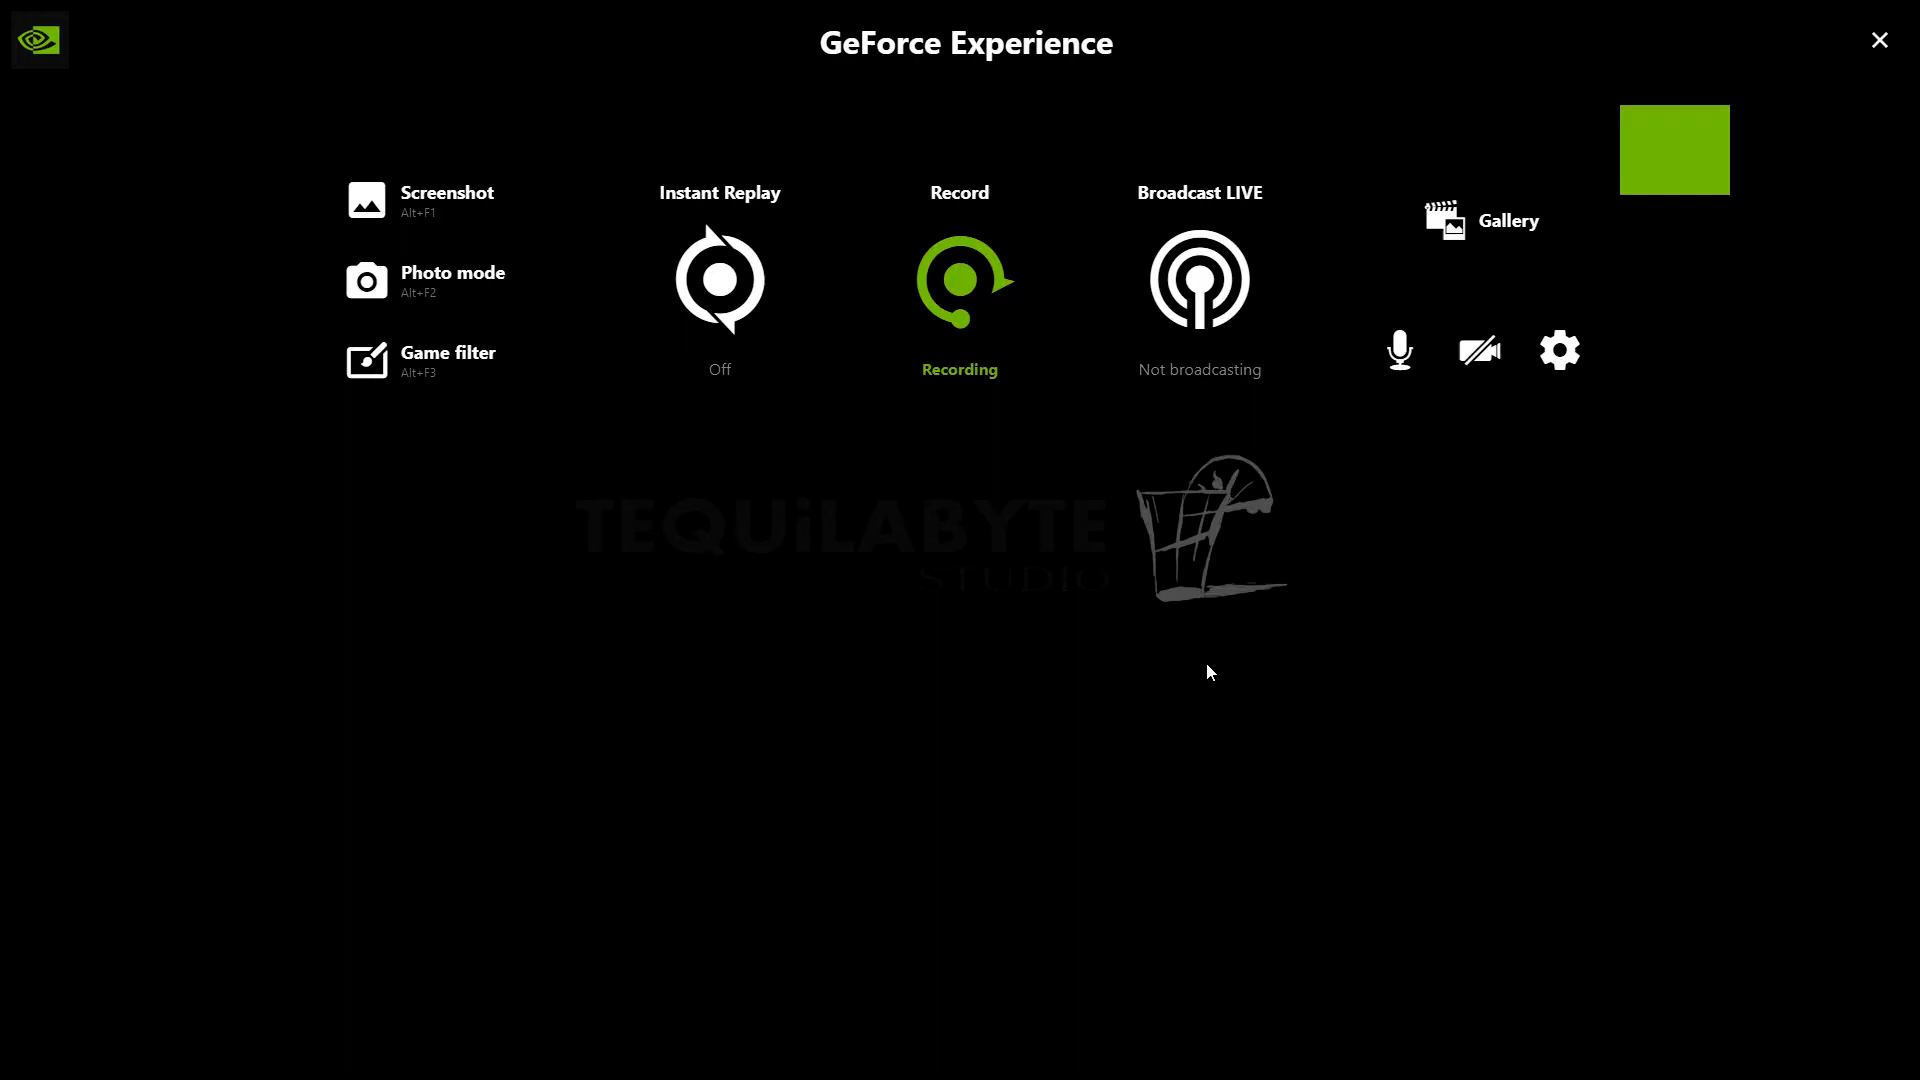 GeForce Experience
Screenshot
Alt+F1
Photo mode
Alt+F2
Game filter
Alt+F3
Instant Replay
Off
Record
Recording
Broadcast LIVE
Not broadcasting
Gallery
TEQUiLABYTE
STUDIO